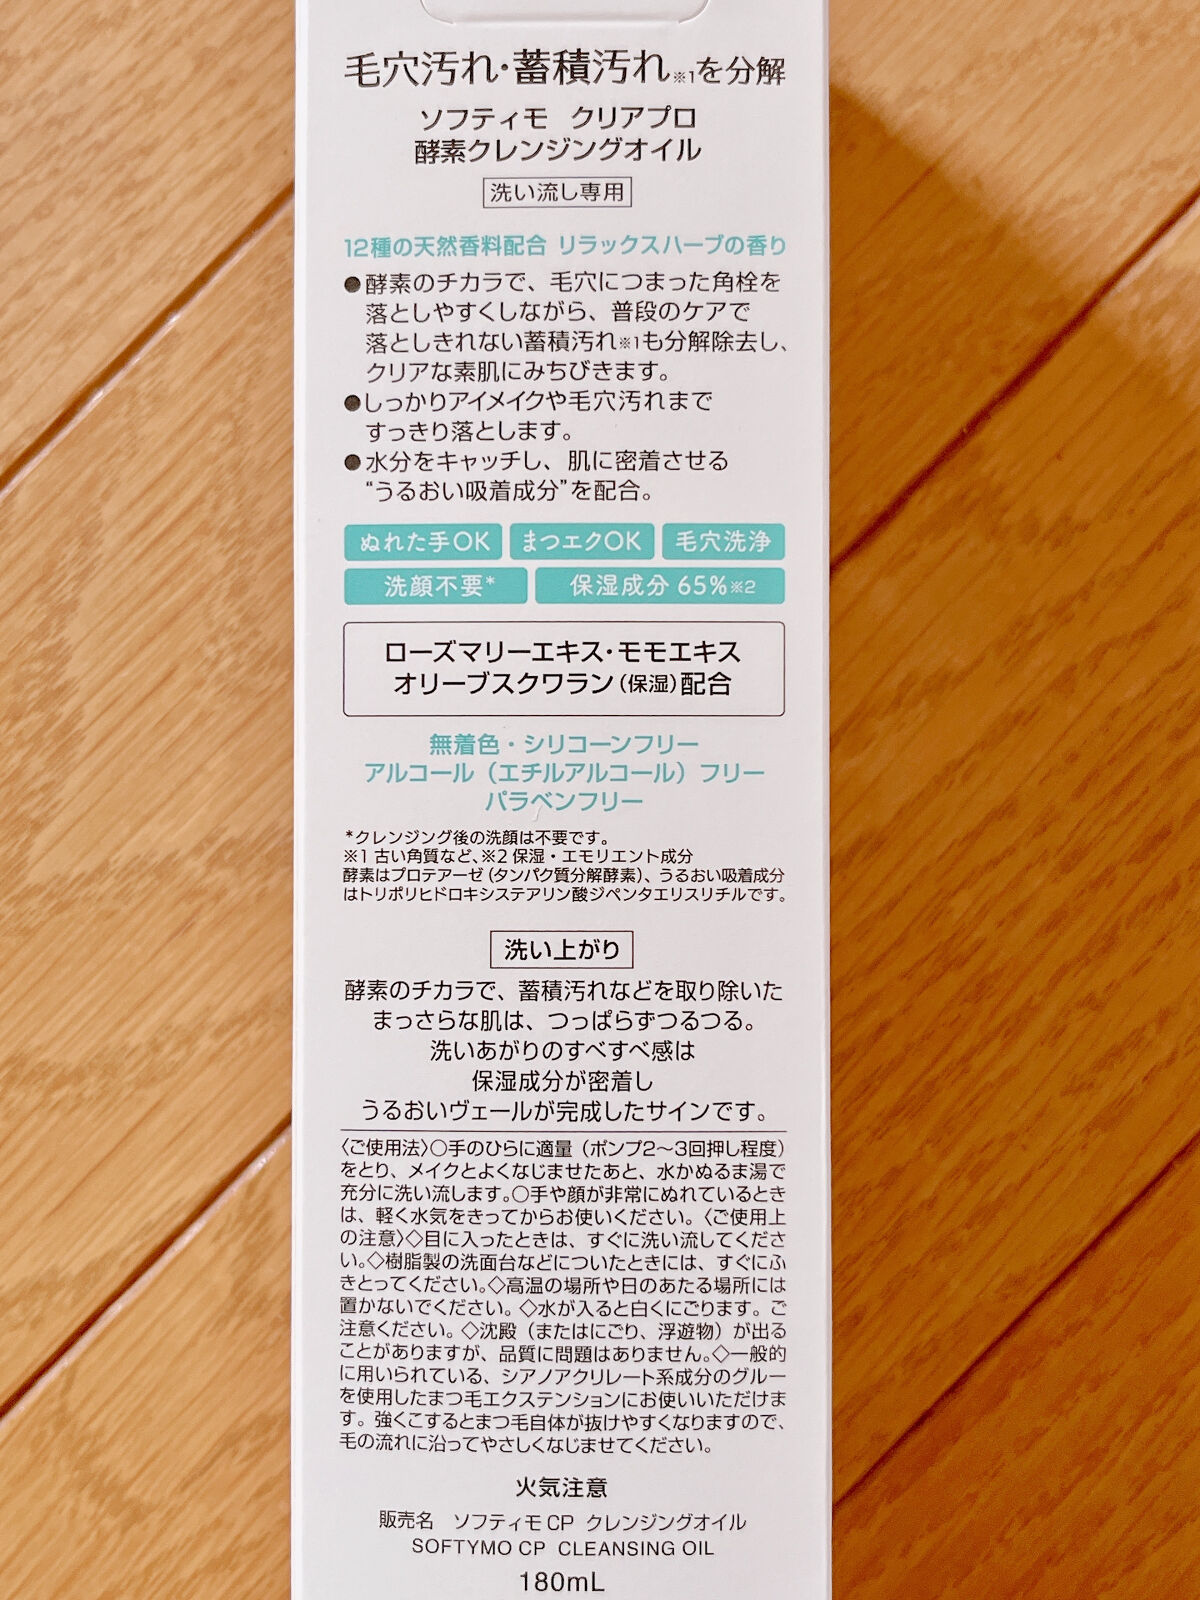 毛穴汚れ・蓄積汚れ※1を分解
ソフティモ クリアプロ
酵素クレンジングオイル
洗い流し専用
12種の天然香料配合 リラックスハーブの香り
●酵素のチカラで、毛穴につまった角栓を
落としやすくしながら、普段のケアで
落としきれない蓄積汚れ※1も分解除去し、
クリアな素肌にみちびきます。
●しっかりアイメイクや毛穴汚れまで
すっきり落とします。
●水分をキャッチし、肌に密着させる
“うるおい吸着成分”を配合。
ぬれた手OK まつエクOK 毛穴洗浄
洗顔不要* 保湿成分 65%※2
ローズマリーエキス・モモエキス
オリーブスクワラン(保湿)配合
無着色・シリコーンフリー
アルコール（エチルアルコール）フリー
パラベンフリー
*クレンジング後の洗顔は不要です。
※1 古い角質など、※2 保湿・エモリエント成分
酵素はプロテアーゼ(タンパク質分解酵素)、うるおい吸着成分
はトリポリヒドロキシステアリン酸ジペンタエリスリチルです。
洗い上がり
酵素のチカラで、蓄積汚れなどを取り除いた
まっさらな肌は、つっぱらずつるつる。
洗いあがりのすべすべ感は
保湿成分が密着し
うるおいヴェールが完成したサインです。
〈ご使用法〉○手のひらに適量（ポンプ2～3回押し程度）
をとり、メイクとよくなじませたあと、水かぬるま湯で
充分に洗い流します。○手や顔が非常にぬれているとき
は、軽く水気をきってからお使いください。〈ご使用上
の注意〉◇目に入ったときは、すぐに洗い流してくださ
い。◇樹脂製の洗面台などについたときには、すぐにふ
きとってください。◇高温の場所や日のあたる場所には
置かないでください。◇水が入ると白くにごります。ご
注意ください。◇沈殿（またはにごり、浮遊物）が出る
ことがありますが、品質に問題はありません。◇一般的
に用いられている、シアノアクリレート系成分のグルー
を使用したまつ毛エクステンションにお使いいただけま
す。強くこするとまつ毛自体が抜けやすくなりますので、
毛の流れに沿ってやさしくなじませてください。
火気注意
販売名 ソフティモCP クレンジングオイル
SOFTYMO CP CLEANSING OIL
180mL